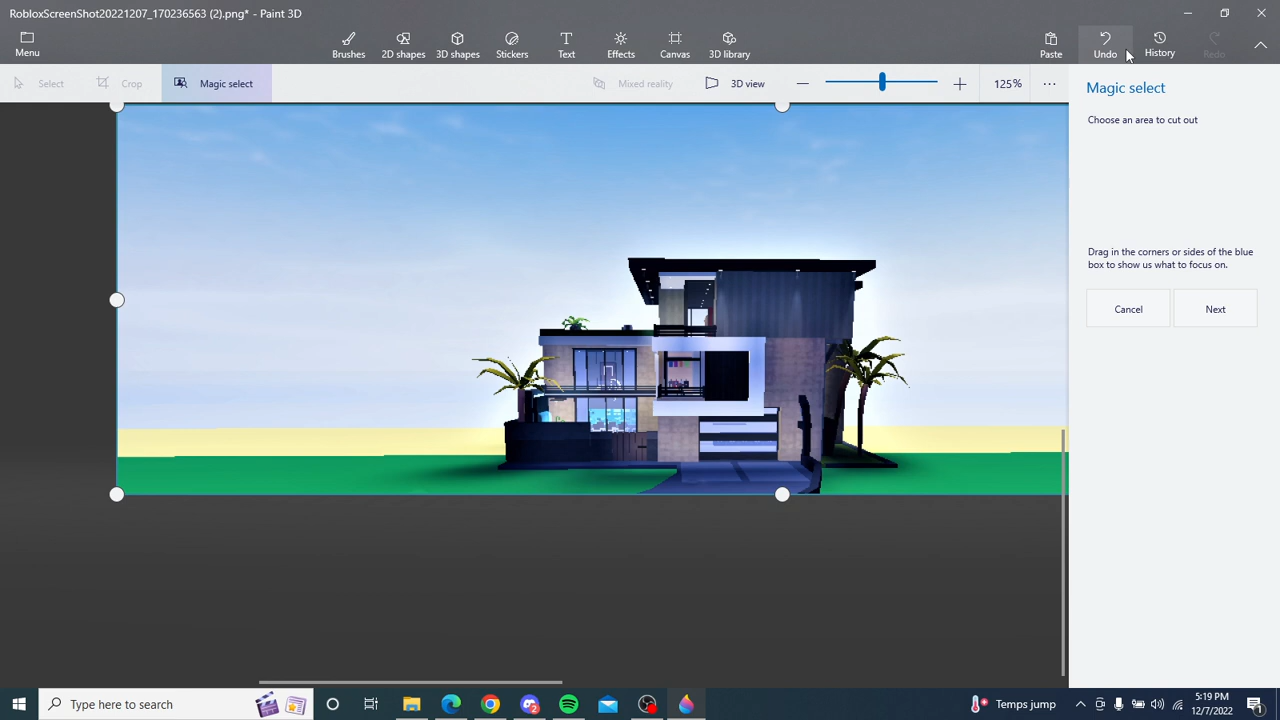 RobloxScreenShot20221207_170236563 (2).png* - Paint 3D
Menu
Brushes
2D shapes
3D shapes
Stickers
Text
Effects
Canvas
3D library
Paste
Undo
History
Redo
Select
Crop
Magic select
Mixed reality
3D view
125%
Magic select
Choose an area to cut out
Drag in the corners or sides of the blue
box to show us what to focus on.
Cancel
Next
Type here to search
Temps jump
5:19 PM
12/7/2022
1